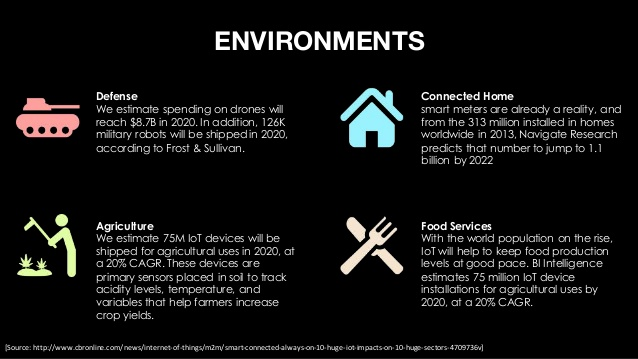 ENVIRONMENTS
Defense
We estimate spending on drones will
reach $8.7B in 2020. In addition, 126K
military robots will be shipped in 2020,
according to Frost & Sullivan.
Connected Home
smart meters are already a reality, and
from the 313 million installed in homes
worldwide in 2013, Navigate Research
predicts that number to jump to 1.1
billion by 2022
Agriculture
We estimate 75M IoT devices will be
shipped for agricultural uses in 2020, at
a 20% CAGR. These devices are
primary sensors placed in soil to track
acidity levels, temperature, and
variables that help farmers increase
crop yields.
Food Services
With the world population on the rise,
IoT will help to keep food production
levels at good pace. BI Intelligence
estimates 75 million IoT device
installations for agricultural uses by
2020, at a 20% CAGR.
[Source: http://www.cbronline.com/news/internet-of-things/m2m/smart-connected-always-on-10-huge-iot-impacts-on-10-huge-sectors-4709736v]